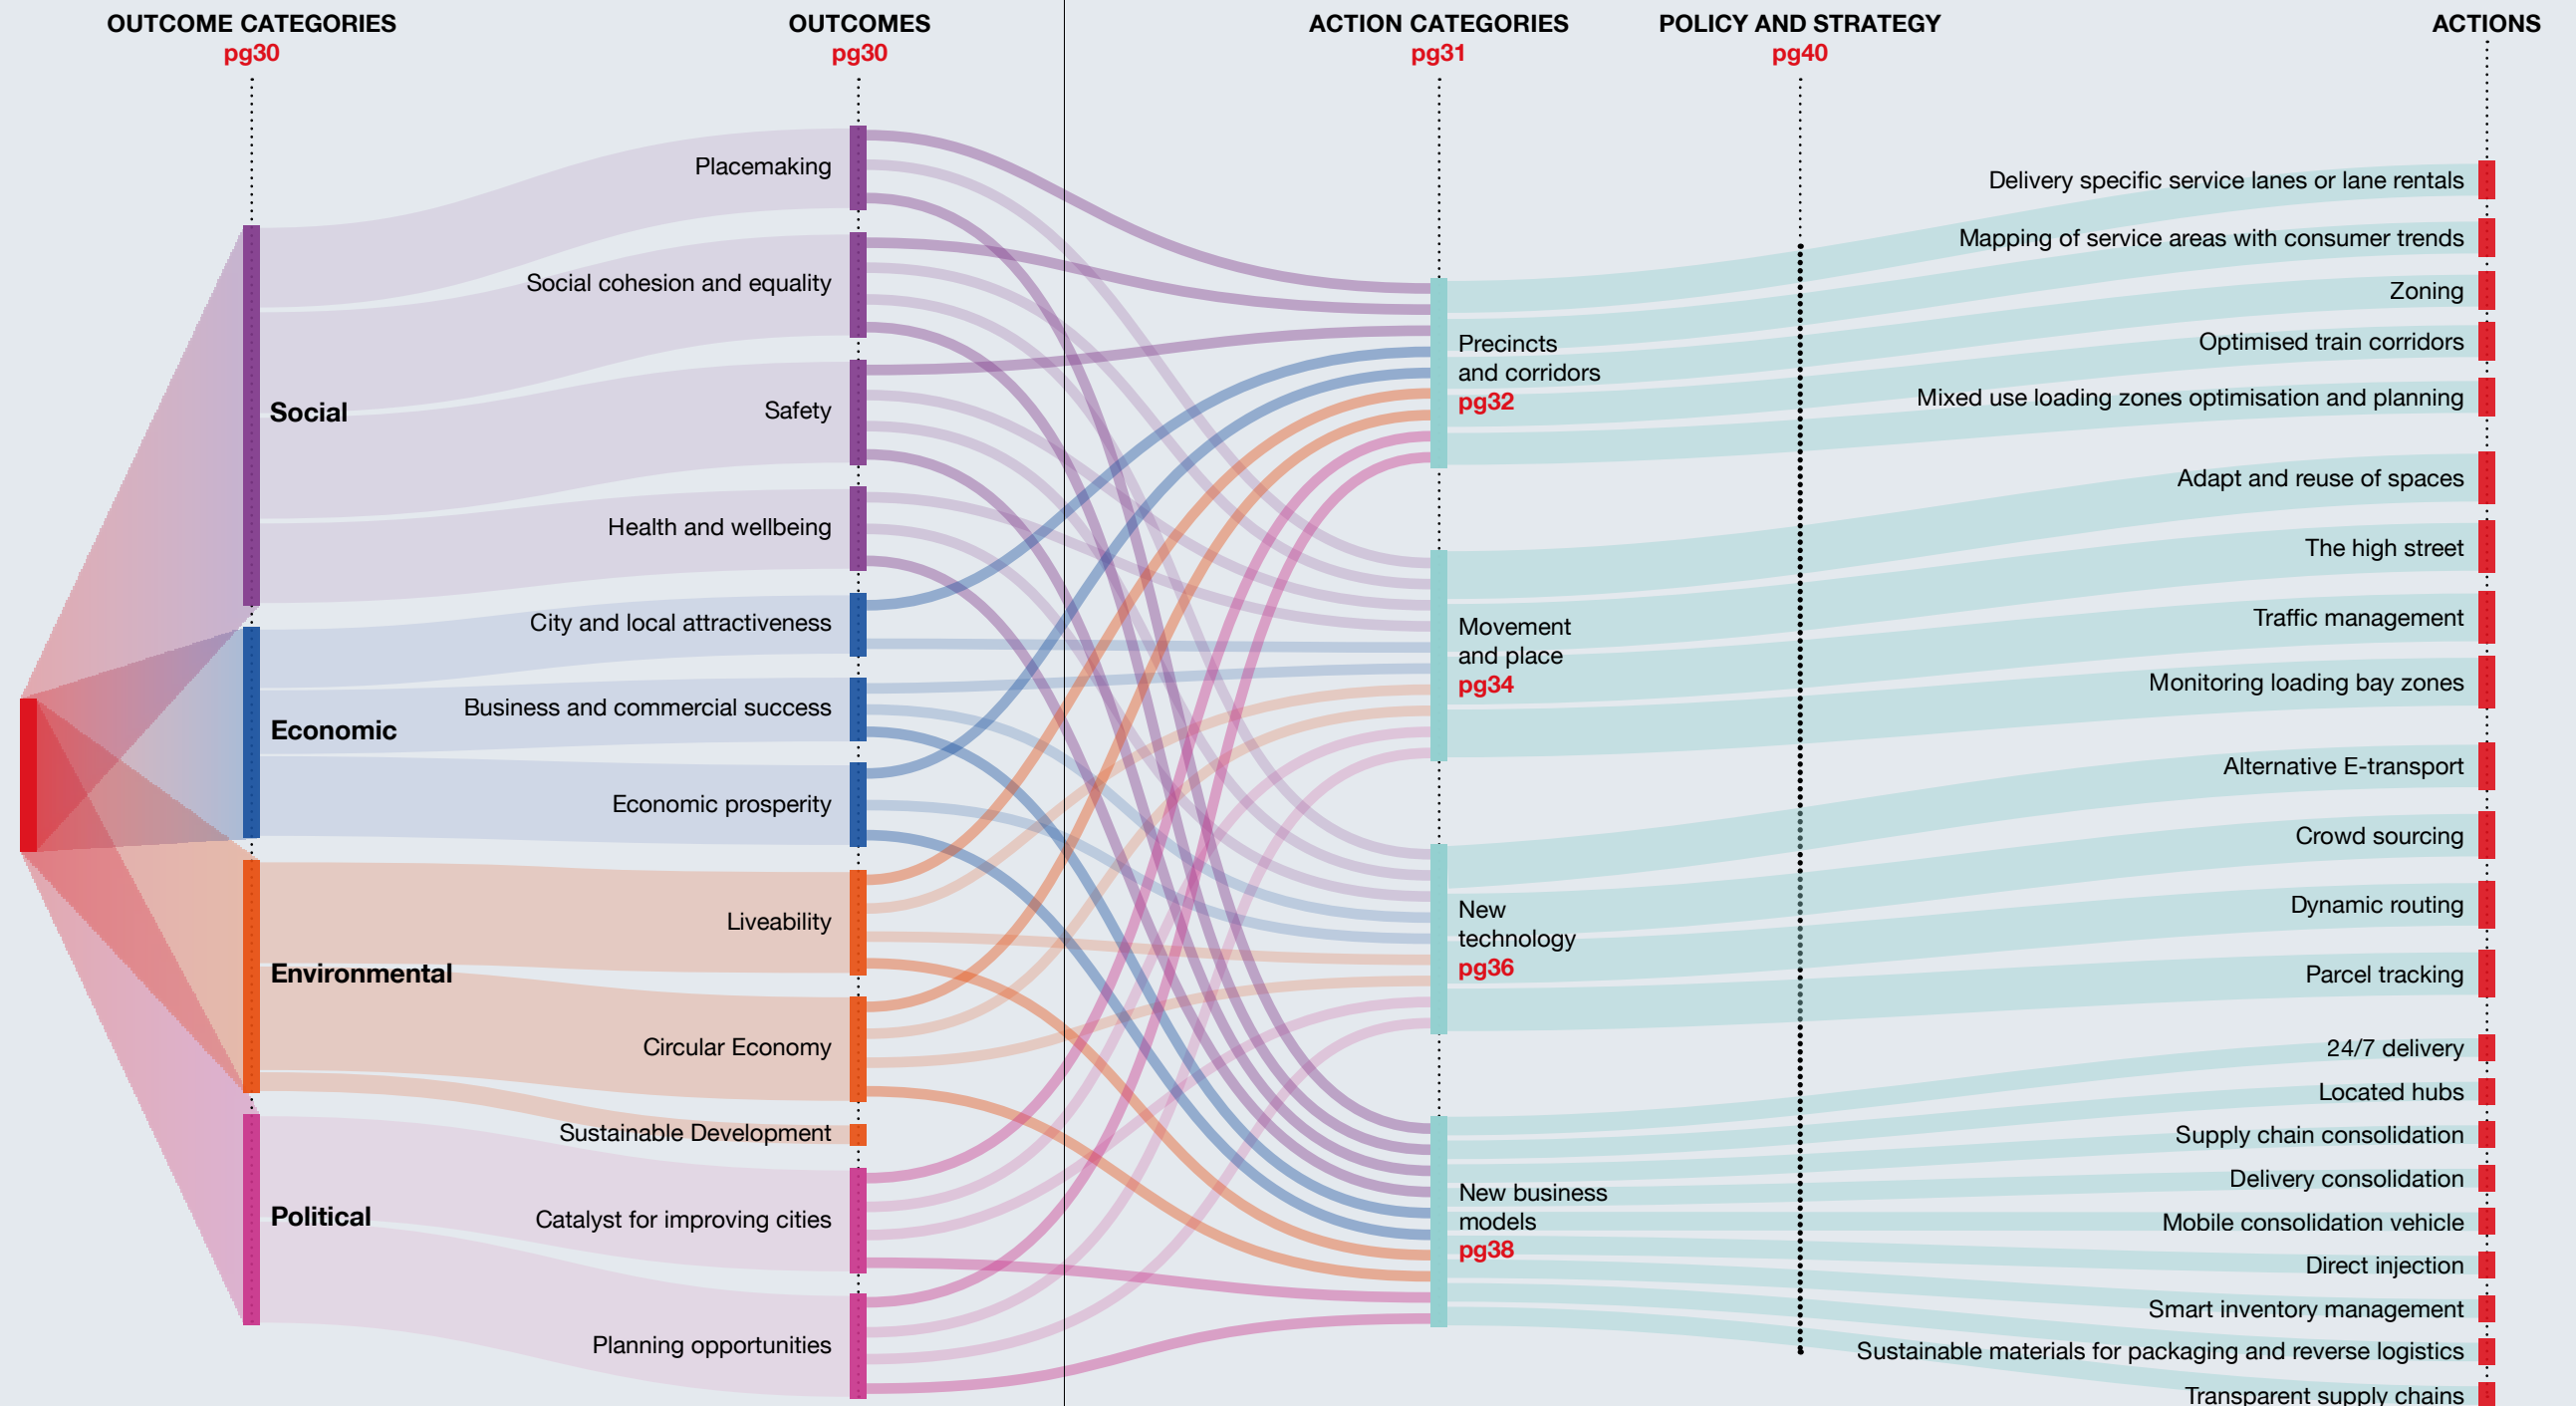 OUTCOME CATEGORIES
pg30
OUTCOMES
pg30
ACTION CATEGORIES
pg31
POLICY AND STRATEGY
pg40
ACTIONS
Social
Economic
Environmental
Political
Placemaking
Social cohesion and equality
Safety
Health and wellbeing
City and local attractiveness
Business and commercial success
Economic prosperity
Liveability
Circular Economy
Sustainable Development
Catalyst for improving cities
Planning opportunities
Precincts
and corridors
pg32
Movement
and place
pg34
New
technology
pg36
New business
models
pg38
Delivery specific service lanes or lane rentals
Mapping of service areas with consumer trends
Zoning
Optimised train corridors
Mixed use loading zones optimisation and planning
Adapt and reuse of spaces
The high street
Traffic management
Monitoring loading bay zones
Alternative E-transport
Crowd sourcing
Dynamic routing
Parcel tracking
24/7 delivery
Located hubs
Supply chain consolidation
Delivery consolidation
Mobile consolidation vehicle
Direct injection
Smart inventory management
Sustainable materials for packaging and reverse logistics
Transparent supply chains